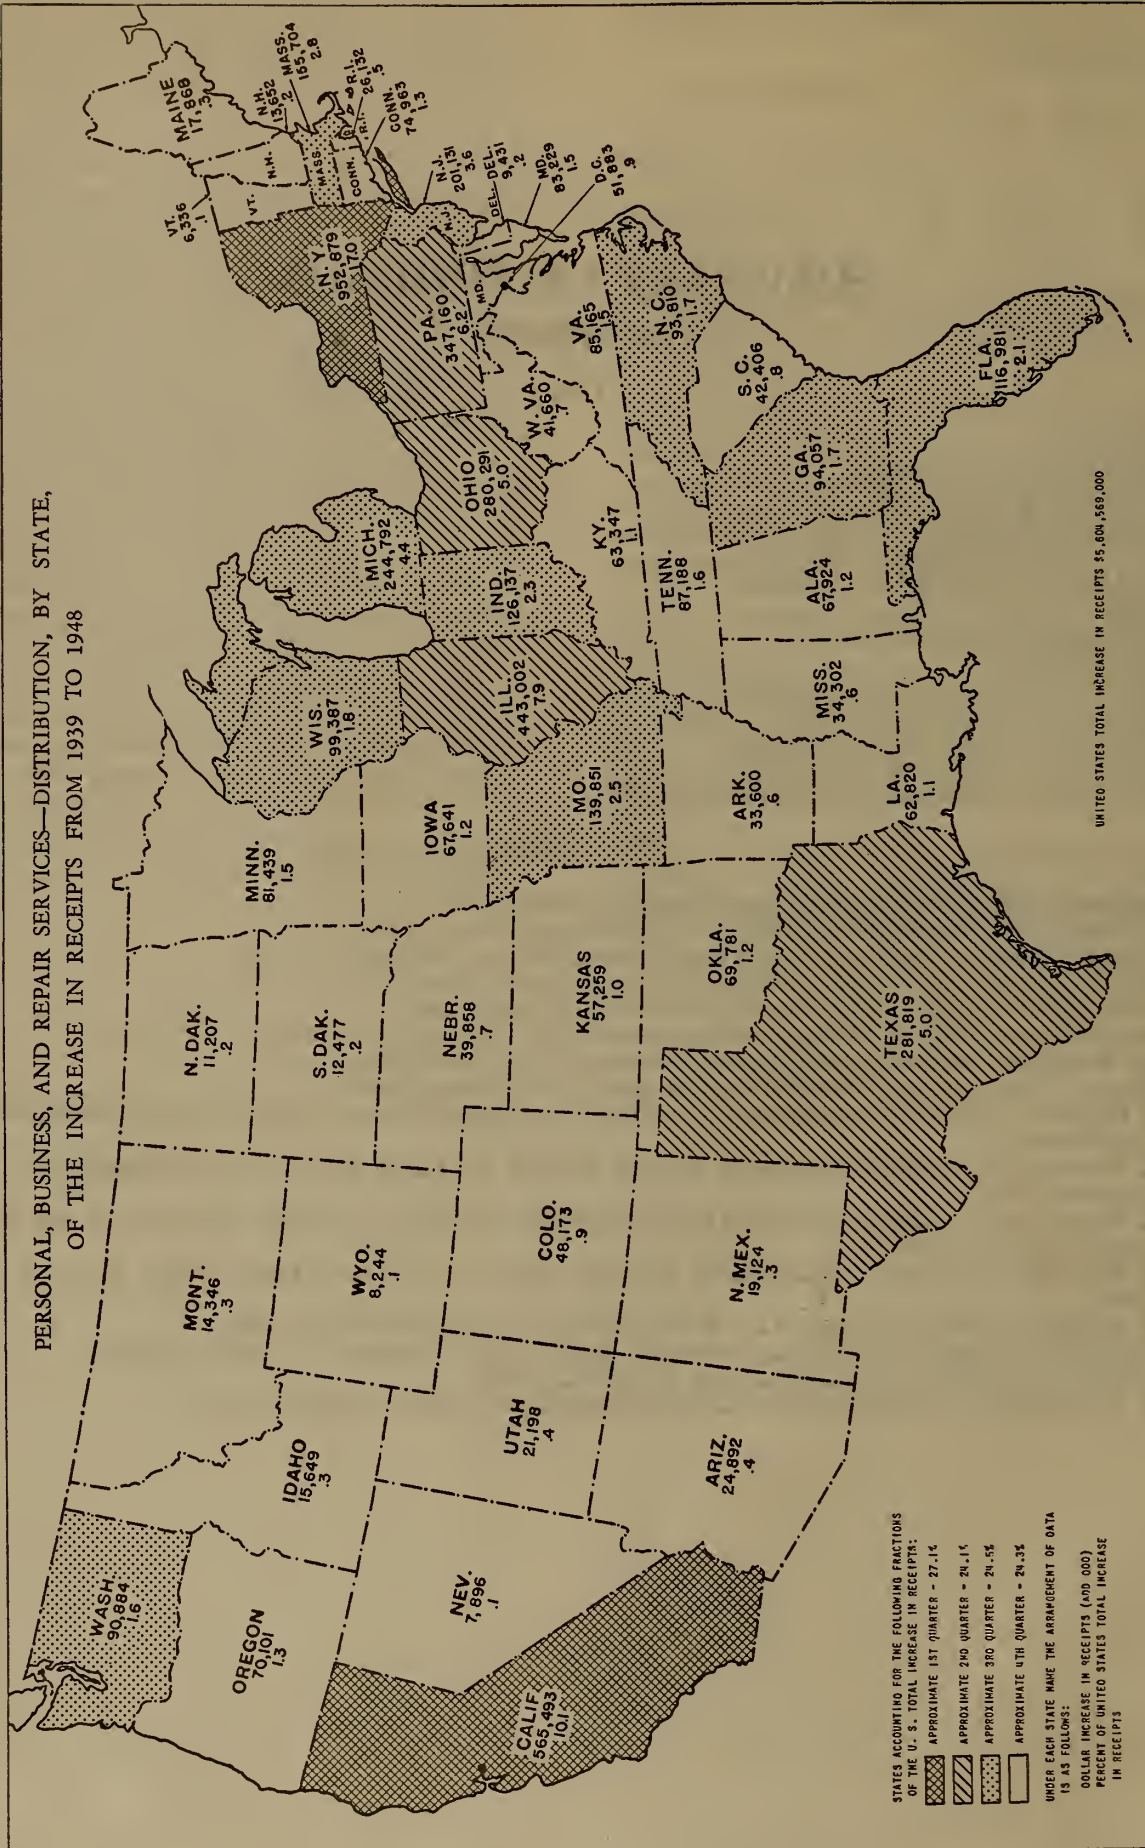 PERSONAL, BUSINESS, AND REPAIR SERVICES—DISTRIBUTION, BY STATE,
OF THE INCREASE IN RECEIPTS FROM 1939 TO 1948
WASH.
90,884
1.6
OREGON
70,101
1.3
CALIF.
565,493
10.1
NEV.
7,896
.1
IDAHO
15,649
.3
MONT.
14,346
.3
WYO.
8,244
.1
UTAH
21,198
.4
ARIZ.
24,892
.4
COLO.
48,173
.9
N. MEX.
19,124
.3
N. DAK.
11,207
.2
S. DAK.
12,477
.2
NEBR.
39,858
.7
KANSAS
57,259
1.0
OKLA.
69,781
1.2
TEXAS
281,819
5.0
MINN.
81,439
1.5
IOWA
67,641
1.2
MO.
139,851
2.5
ARK.
33,600
.6
LA.
62,820
1.1
WIS.
99,387
1.8
ILL.
443,002
7.9
MICH.
244,792
4.4
IND.
126,137
2.3
OHIO
280,291
5.0
KY.
63,347
1.1
TENN.
87,188
1.6
MISS.
34,302
.6
ALA.
67,924
1.2
GA.
94,057
1.7
FLA.
116,981
2.1
S. C.
42,406
.8
N. C.
93,810
1.7
VA.
85,165
1.5
W. VA.
41,660
.7
PA.
347,160
6.2
N. Y.
952,879
17.0
VT.
6,336
.1
VT.
N.H.
MAINE
17,868
.3
N.H.
13,652
.2
MASS.
155,704
2.8
MASS.
R.I.
26,132
.5
R.I.
CONN.
CONN.
74,963
1.3
N.J.
201,131
3.6
N.J.
DEL.
DEL.
9,431
.2
MD.
MD.
83,229
1.5
D.C.
51,883
.9
UNITED STATES TOTAL INCREASE IN RECEIPTS $5,604,569,000
STATES ACCOUNTING FOR THE FOLLOWING FRACTIONS
OF THE U. S. TOTAL INCREASE IN RECEIPTS:
APPROXIMATE 1ST QUARTER - 27.1%
APPROXIMATE 2ND QUARTER - 24.1%
APPROXIMATE 3RD QUARTER - 24.5%
APPROXIMATE 4TH QUARTER - 24.3%
UNDER EACH STATE NAME THE ARRANGEMENT OF DATA
IS AS FOLLOWS:
DOLLAR INCREASE IN RECEIPTS (ADD 000)
PERCENT OF UNITED STATES TOTAL INCREASE
IN RECEIPTS